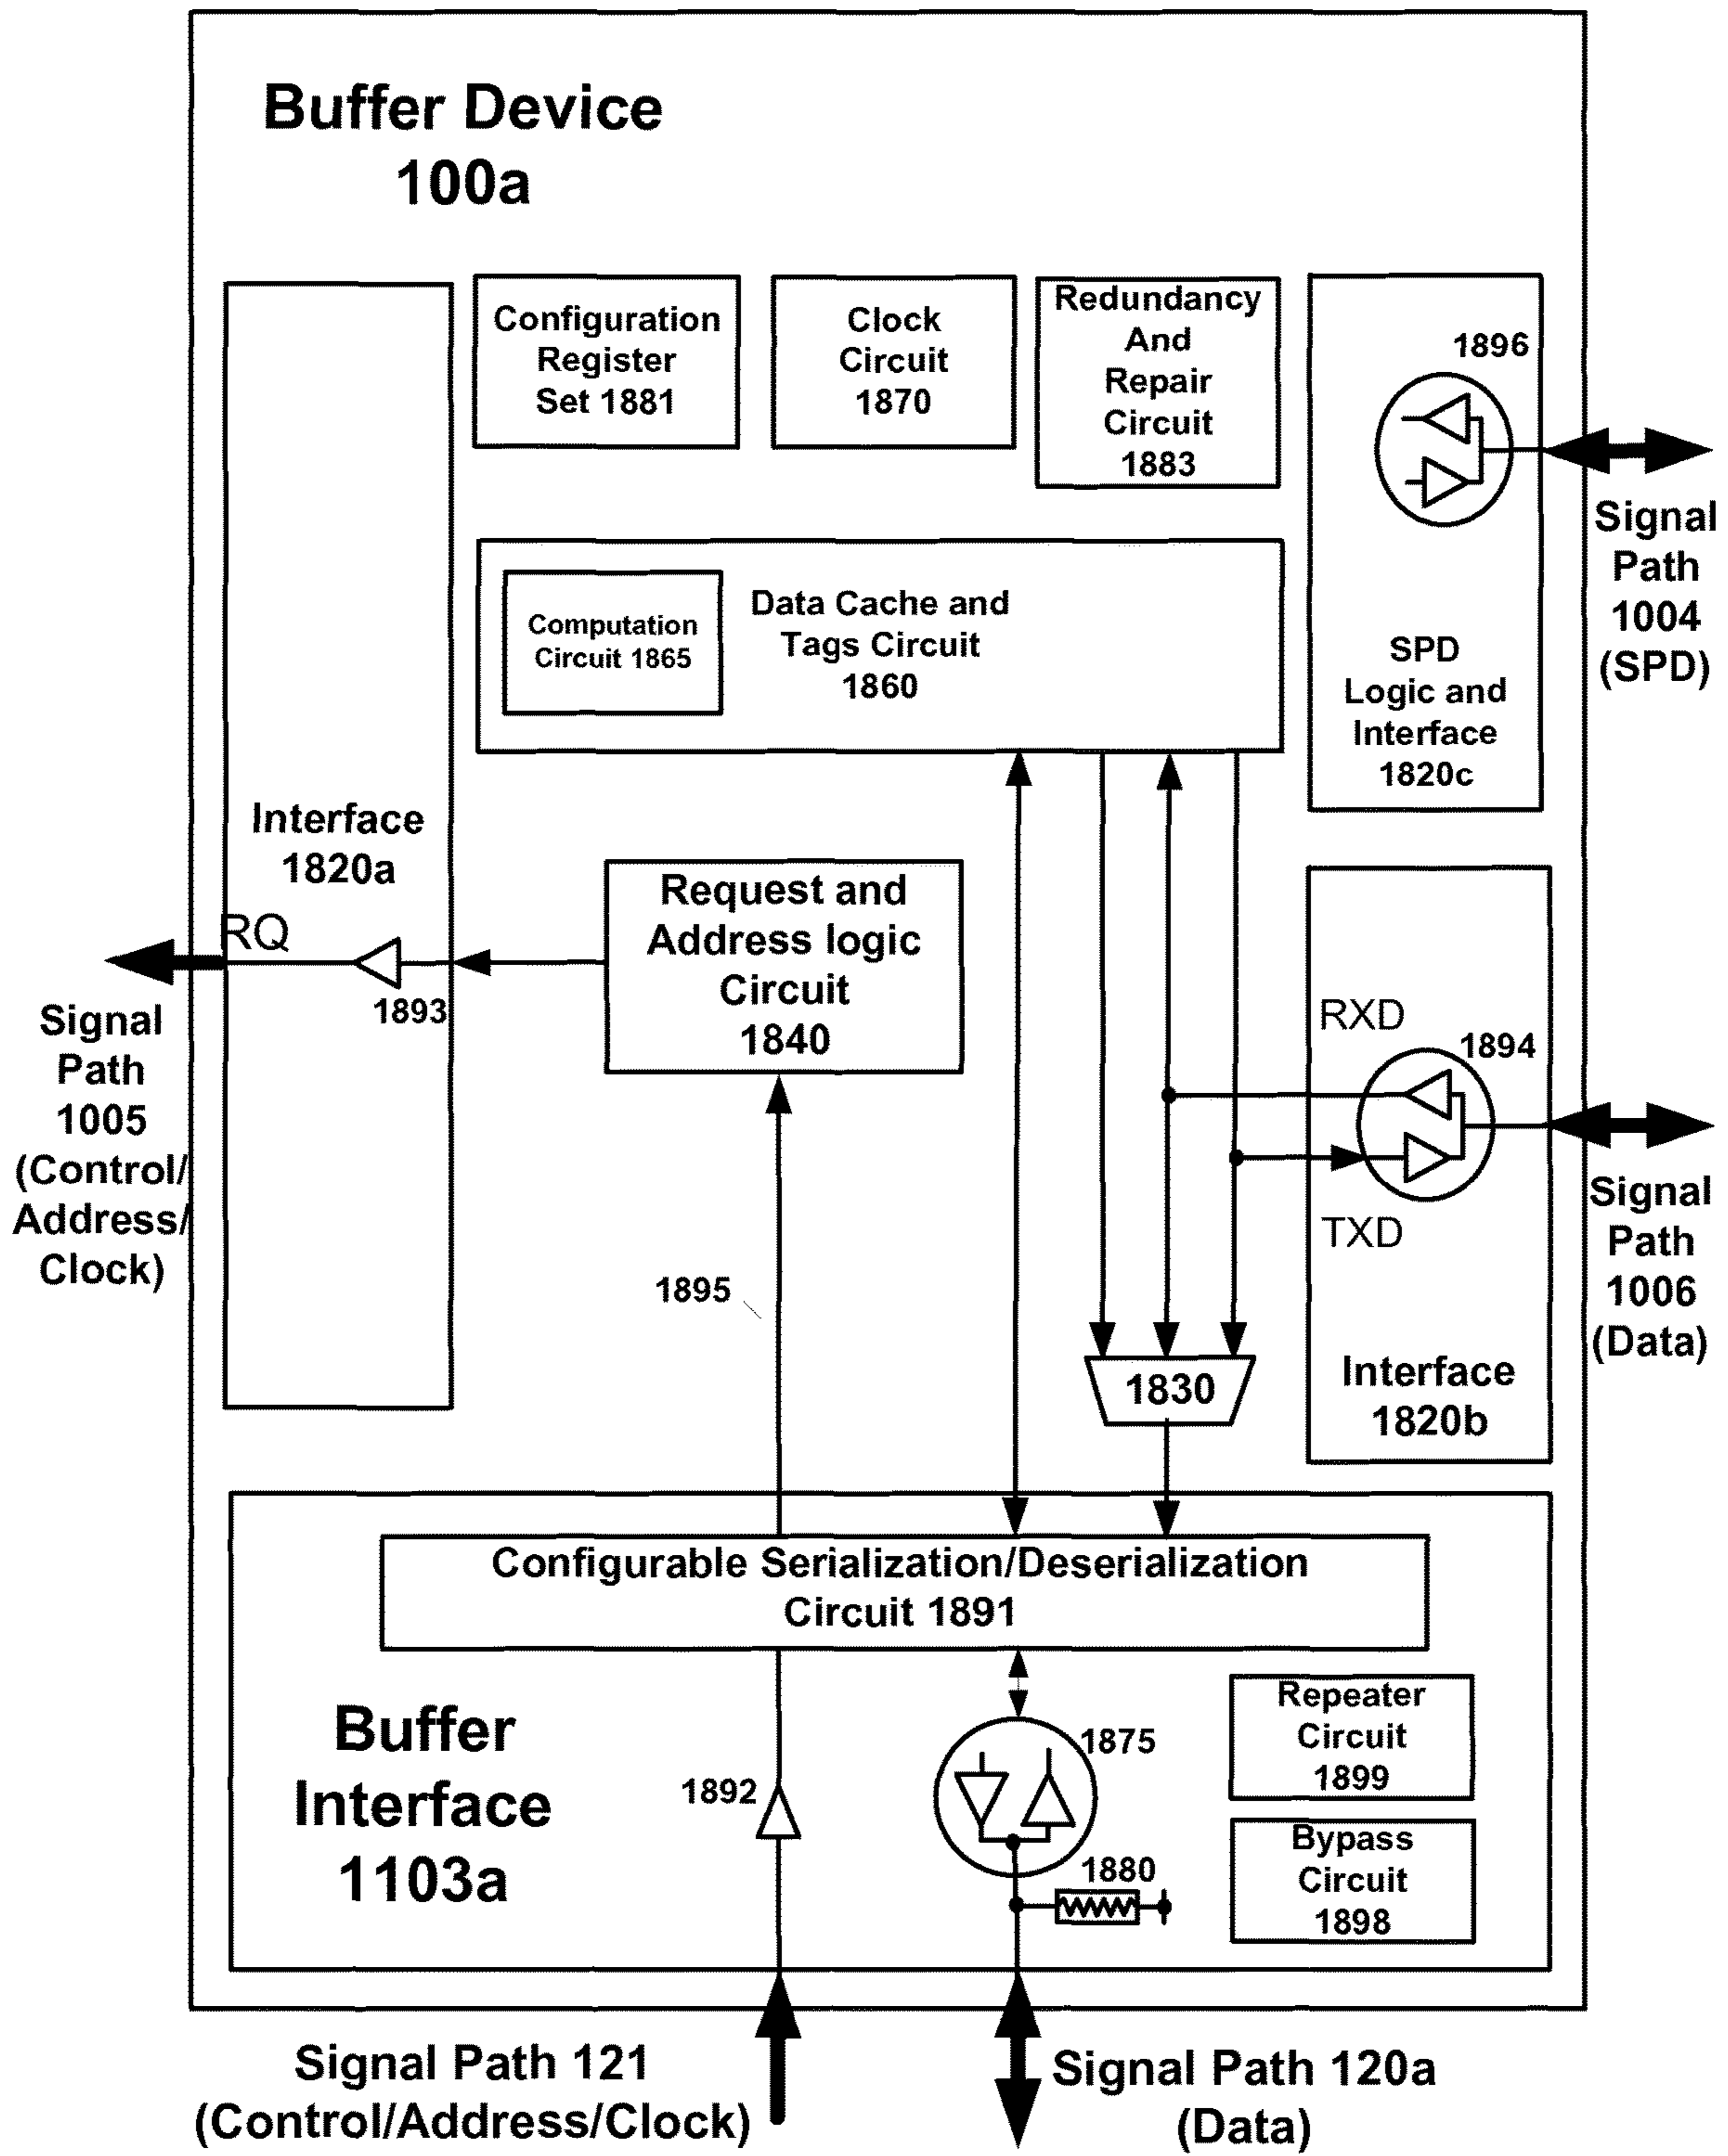 Buffer Device
100a
Configuration
Register
Set 1881
Clock
Circuit
1870
Redundancy
And
Repair
Circuit
1883
1896
SPD
Logic and
Interface
1820c
Signal
Path
1004
(SPD)
Computation
Circuit 1865
Data Cache and
Tags Circuit
1860
Interface
1820a
RQ
1893
Signal
Path
1005
(Control/
Address/
Clock)
Request and
Address logic
Circuit
1840
RXD
1894
TXD
Interface
1820b
Signal
Path
1006
(Data)
1895
1830
Configurable Serialization/Deserialization
Circuit 1891
Buffer
Interface
1103a
1892
1875
1880
Repeater
Circuit
1899
Bypass
Circuit
1898
Signal Path 121
(Control/Address/Clock)
Signal Path 120a
(Data)